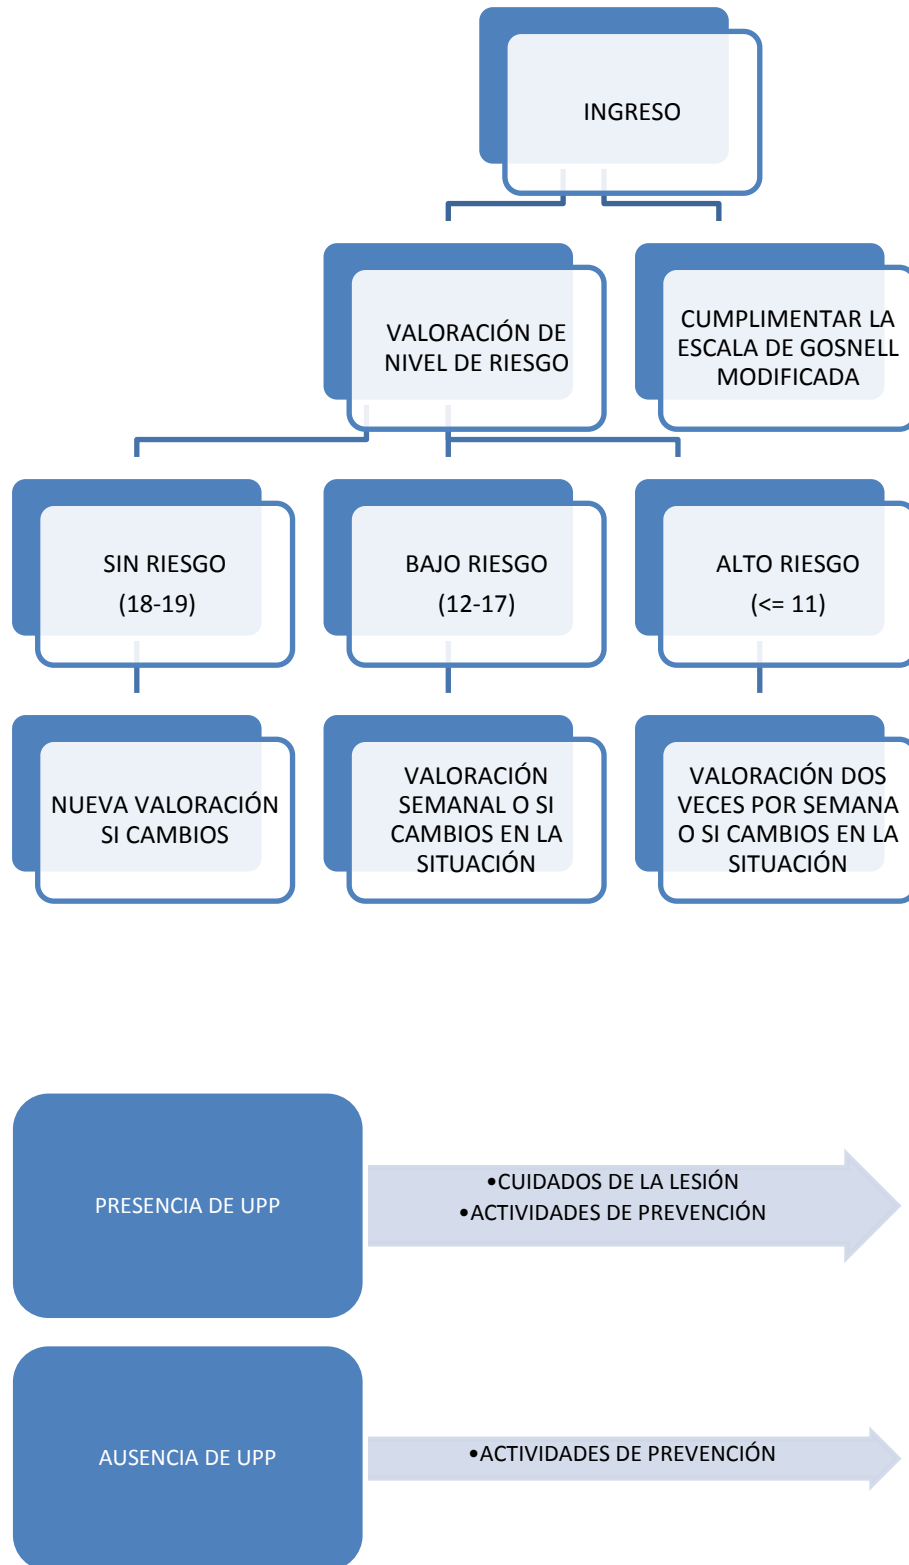 INGRESO
VALORACIÓN DE
NIVEL DE RIESGO
CUMPLIMENTAR LA
ESCALA DE GOSNELL
MODIFICADA
SIN RIESGO
(18-19)
BAJO RIESGO
(12-17)
ALTO RIESGO
(<= 11)
NUEVA VALORACIÓN
SI CAMBIOS
VALORACIÓN
SEMANAL O SI
CAMBIOS EN LA
SITUACIÓN
VALORACIÓN DOS
VECES POR SEMANA
O SI CAMBIOS EN LA
SITUACIÓN
PRESENCIA DE UPP
•CUIDADOS DE LA LESIÓN
•ACTIVIDADES DE PREVENCIÓN
AUSENCIA DE UPP
•ACTIVIDADES DE PREVENCIÓN